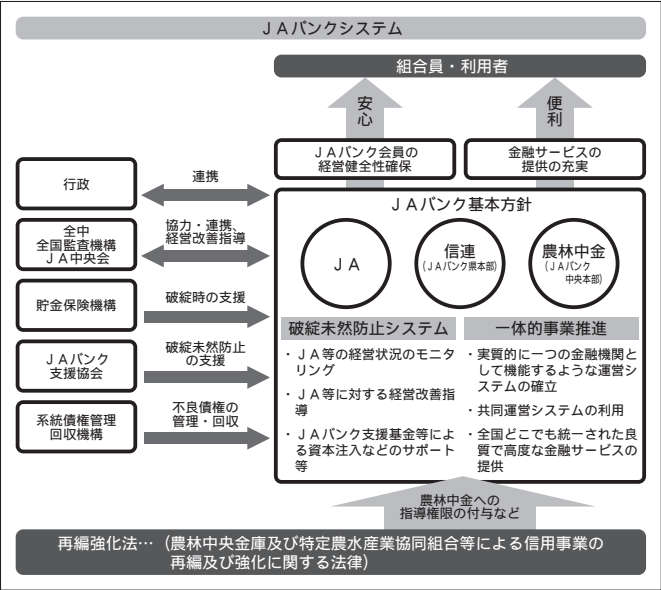 ＪＡバンクシステム
組合員・利用者
安心
便利
ＪＡバンク会員の
経営健全性確保
金融サービスの
提供の充実
行政
連携
全中
全国監査機構
ＪＡ中央会
協力・連携、
経営改善指導
貯金保険機構
破綻時の支援
ＪＡバンク
支援協会
破綻未然防止
の支援
系統債権管理
回収機構
不良債権の
管理・回収
ＪＡバンク基本方針
ＪＡ
信連
（ＪＡバンク県本部）
農林中金
（ＪＡバンク
中央本部）
破綻未然防止システム
・ＪＡ等の経営状況のモニタ
リング
・ＪＡ等に対する経営改善指
導
・ＪＡバンク支援基金等によ
る資本注入などのサポート
等
一体的事業推進
・実質的に一つの金融機関と
して機能するような運営シ
ステムの確立
・共同運営システムの利用
・全国どこでも統一された良
質で高度な金融サービスの
提供
農林中金への
指導権限の付与など
再編強化法…（農林中央金庫及び特定農水産業協同組合等による信用事業の
再編及び強化に関する法律）